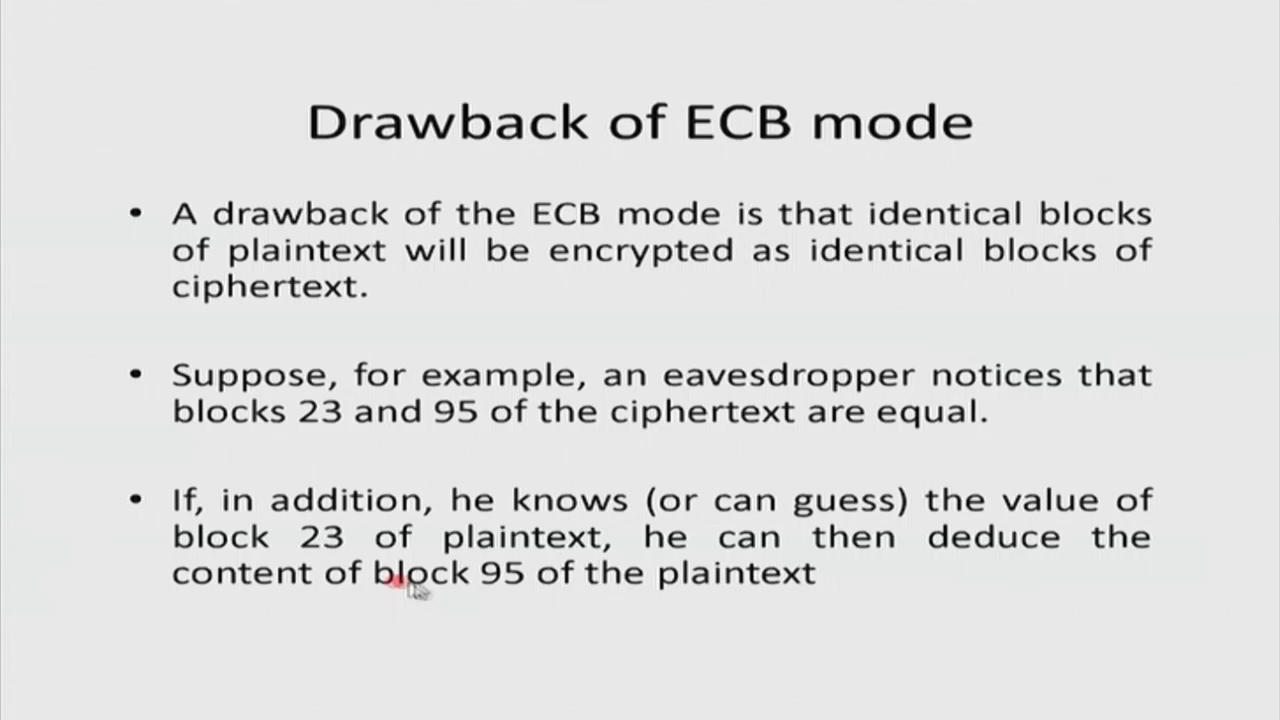 Drawback of ECB mode
• A drawback of the ECB mode is that identical blocks
of plaintext will be encrypted as identical blocks of
ciphertext.
• Suppose, for example, an eavesdropper notices that
blocks 23 and 95 of the ciphertext are equal.
• If, in addition, he knows (or can guess) the value of
block 23 of plaintext, he can then deduce the
content of block 95 of the plaintext